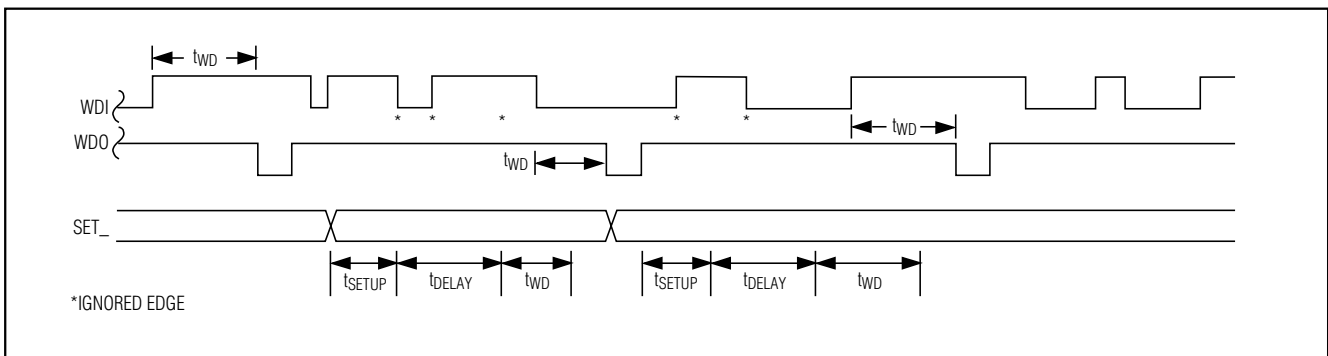 tWD
WDI
* * * * *
tWD
WDO
tWD
SET_
tSETUP tDELAY tWD tSETUP tDELAY tWD
*IGNORED EDGE